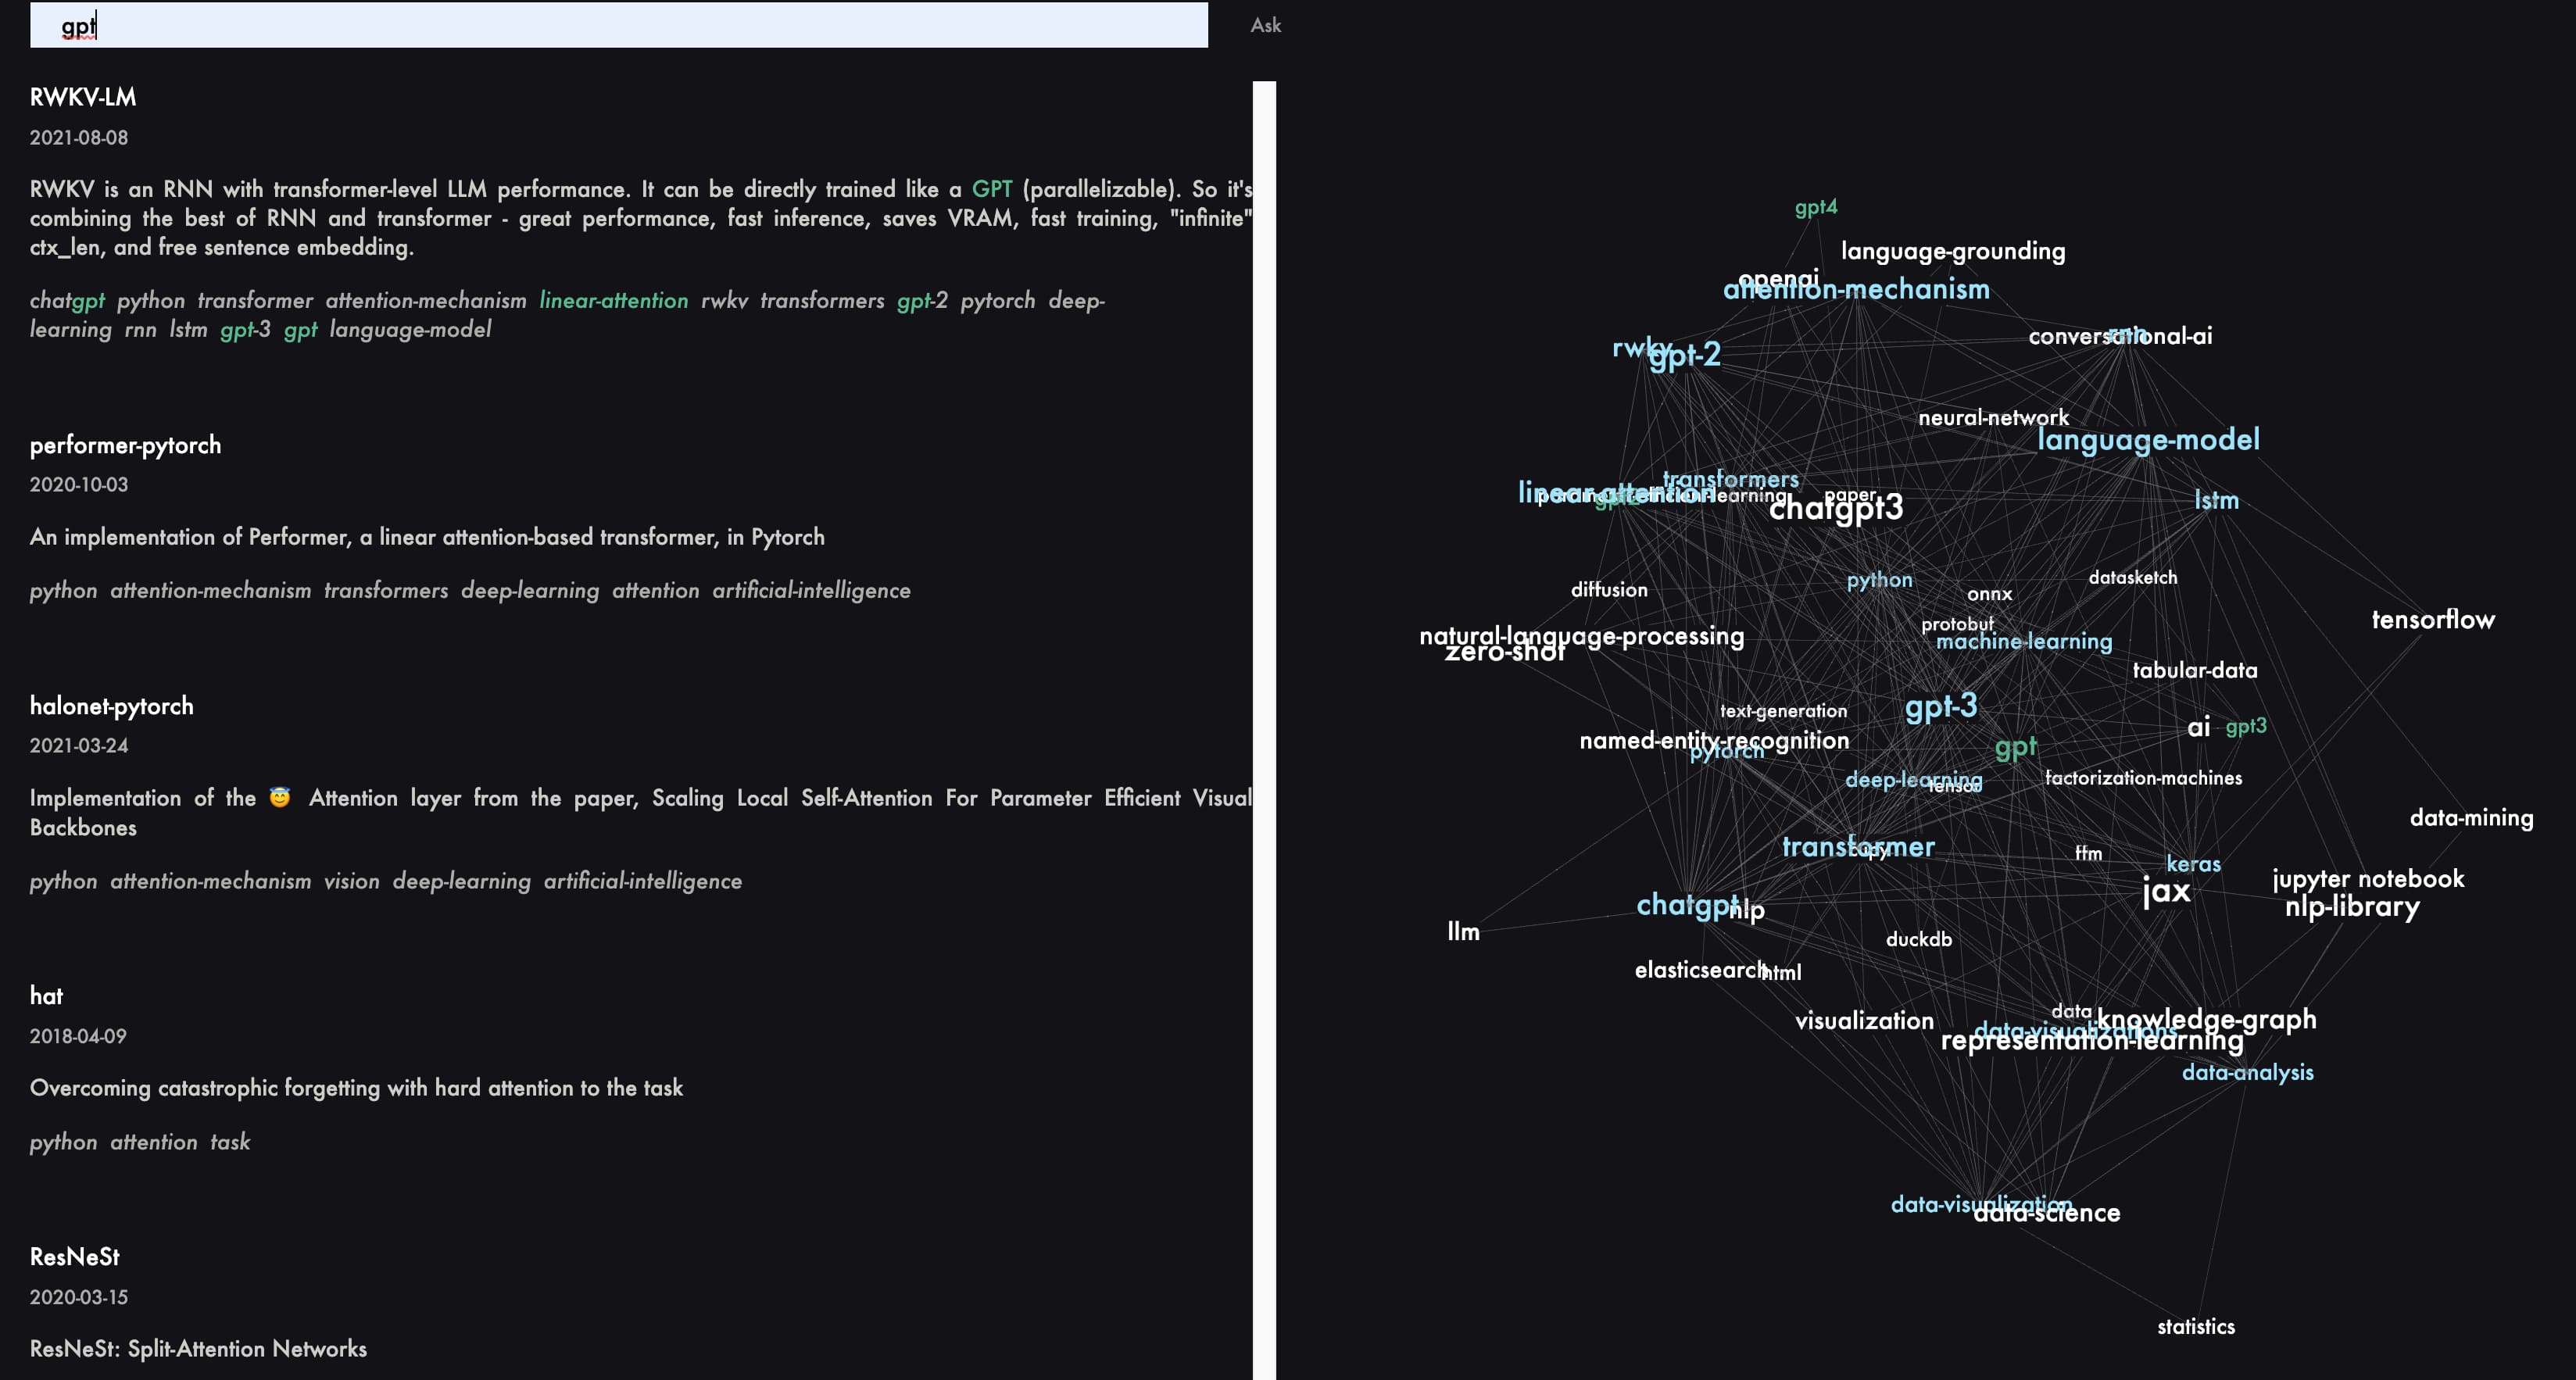 gpt
Ask
RWKV-LM
2021-08-08
RWKV is an RNN with transformer-level LLM performance. It can be directly trained like a GPT (parallelizable). So it's
combining the best of RNN and transformer - great performance, fast inference, saves VRAM, fast training, "infinite"
ctx_len, and free sentence embedding.
chatgpt python transformer attention-mechanism linear-attention rwkv transformers gpt-2 pytorch deep-
learning rnn lstm gpt-3 gpt language-model
performer-pytorch
2020-10-03
An implementation of Performer, a linear attention-based transformer, in Pytorch
python attention-mechanism transformers deep-learning attention artificial-intelligence
halonet-pytorch
2021-03-24
Implementation of the 😇 Attention layer from the paper, Scaling Local Self-Attention For Parameter Efficient Visual
Backbones
python attention-mechanism vision deep-learning artificial-intelligence
hat
2018-04-09
Overcoming catastrophic forgetting with hard attention to the task
python attention task
ResNeSt
2020-03-15
ResNeSt: Split-Attention Networks
gpt4
language-grounding
openai
attention-mechanism
conversational-ai
rnn
rwkv
gpt-2
neural-network
language-model
transformers
linear-attention
paper
chatgpt3
lstm
python
datasketch
diffusion
onnx
tensorflow
protobuf
natural-language-processing
machine-learning
zero-shot
tabular-data
gpt-3
text-generation
ai
gpt3
named-entity-recognition
gpt
pytorch
factorization-machines
deep-learning
tensor
data-mining
transformer
ffm
keras
jupyter notebook
jax
chatgpt
nlp
nlp-library
llm
duckdb
elasticsearch
html
data
visualization
knowledge-graph
data-visualizations
representation-learning
data-analysis
data-visualization
data-science
statistics